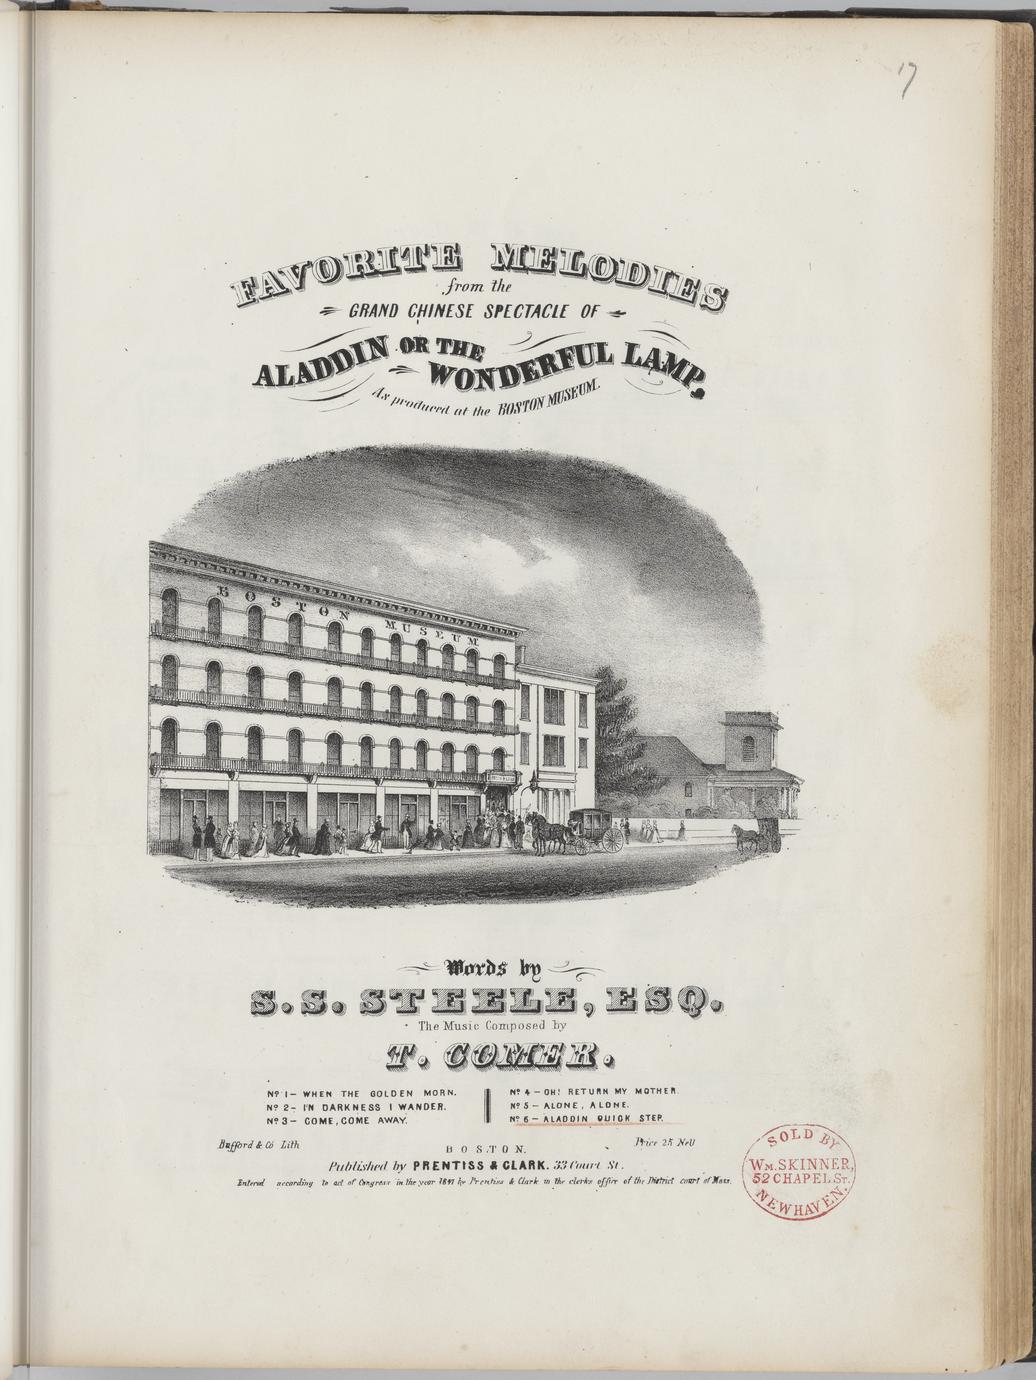 17
FAVORITE MELODIES
from the
GRAND CHINESE SPECTACLE OF
ALADDIN OR THE
WONDERFUL LAMP,
As produced at the BOSTON MUSEUM.
BOSTON MUSEUM
Words by
S.S. STEELE, ESQ.
The Music Composed by
T. COMER.
No 1– WHEN THE GOLDEN MORN.
No 2– I'N DARKNESS I WANDER.
No 3– COME, COME AWAY.
No 4–OH! RETURN MY MOTHER.
No 5– ALONE, ALONE.
No 6– ALADDIN QUICK STEP.
Bufford & Co Lith
Price 25 Nett
BOSTON.
Published by PRENTISS & CLARK. 33 Court St.
Entered according to act of Congress in the year 1847 by Prentiss & Clark in the clerks office of the District court of Mass.
SOLD BY
WM. SKINNER,
52 CHAPEL ST.
NEW HAVEN.